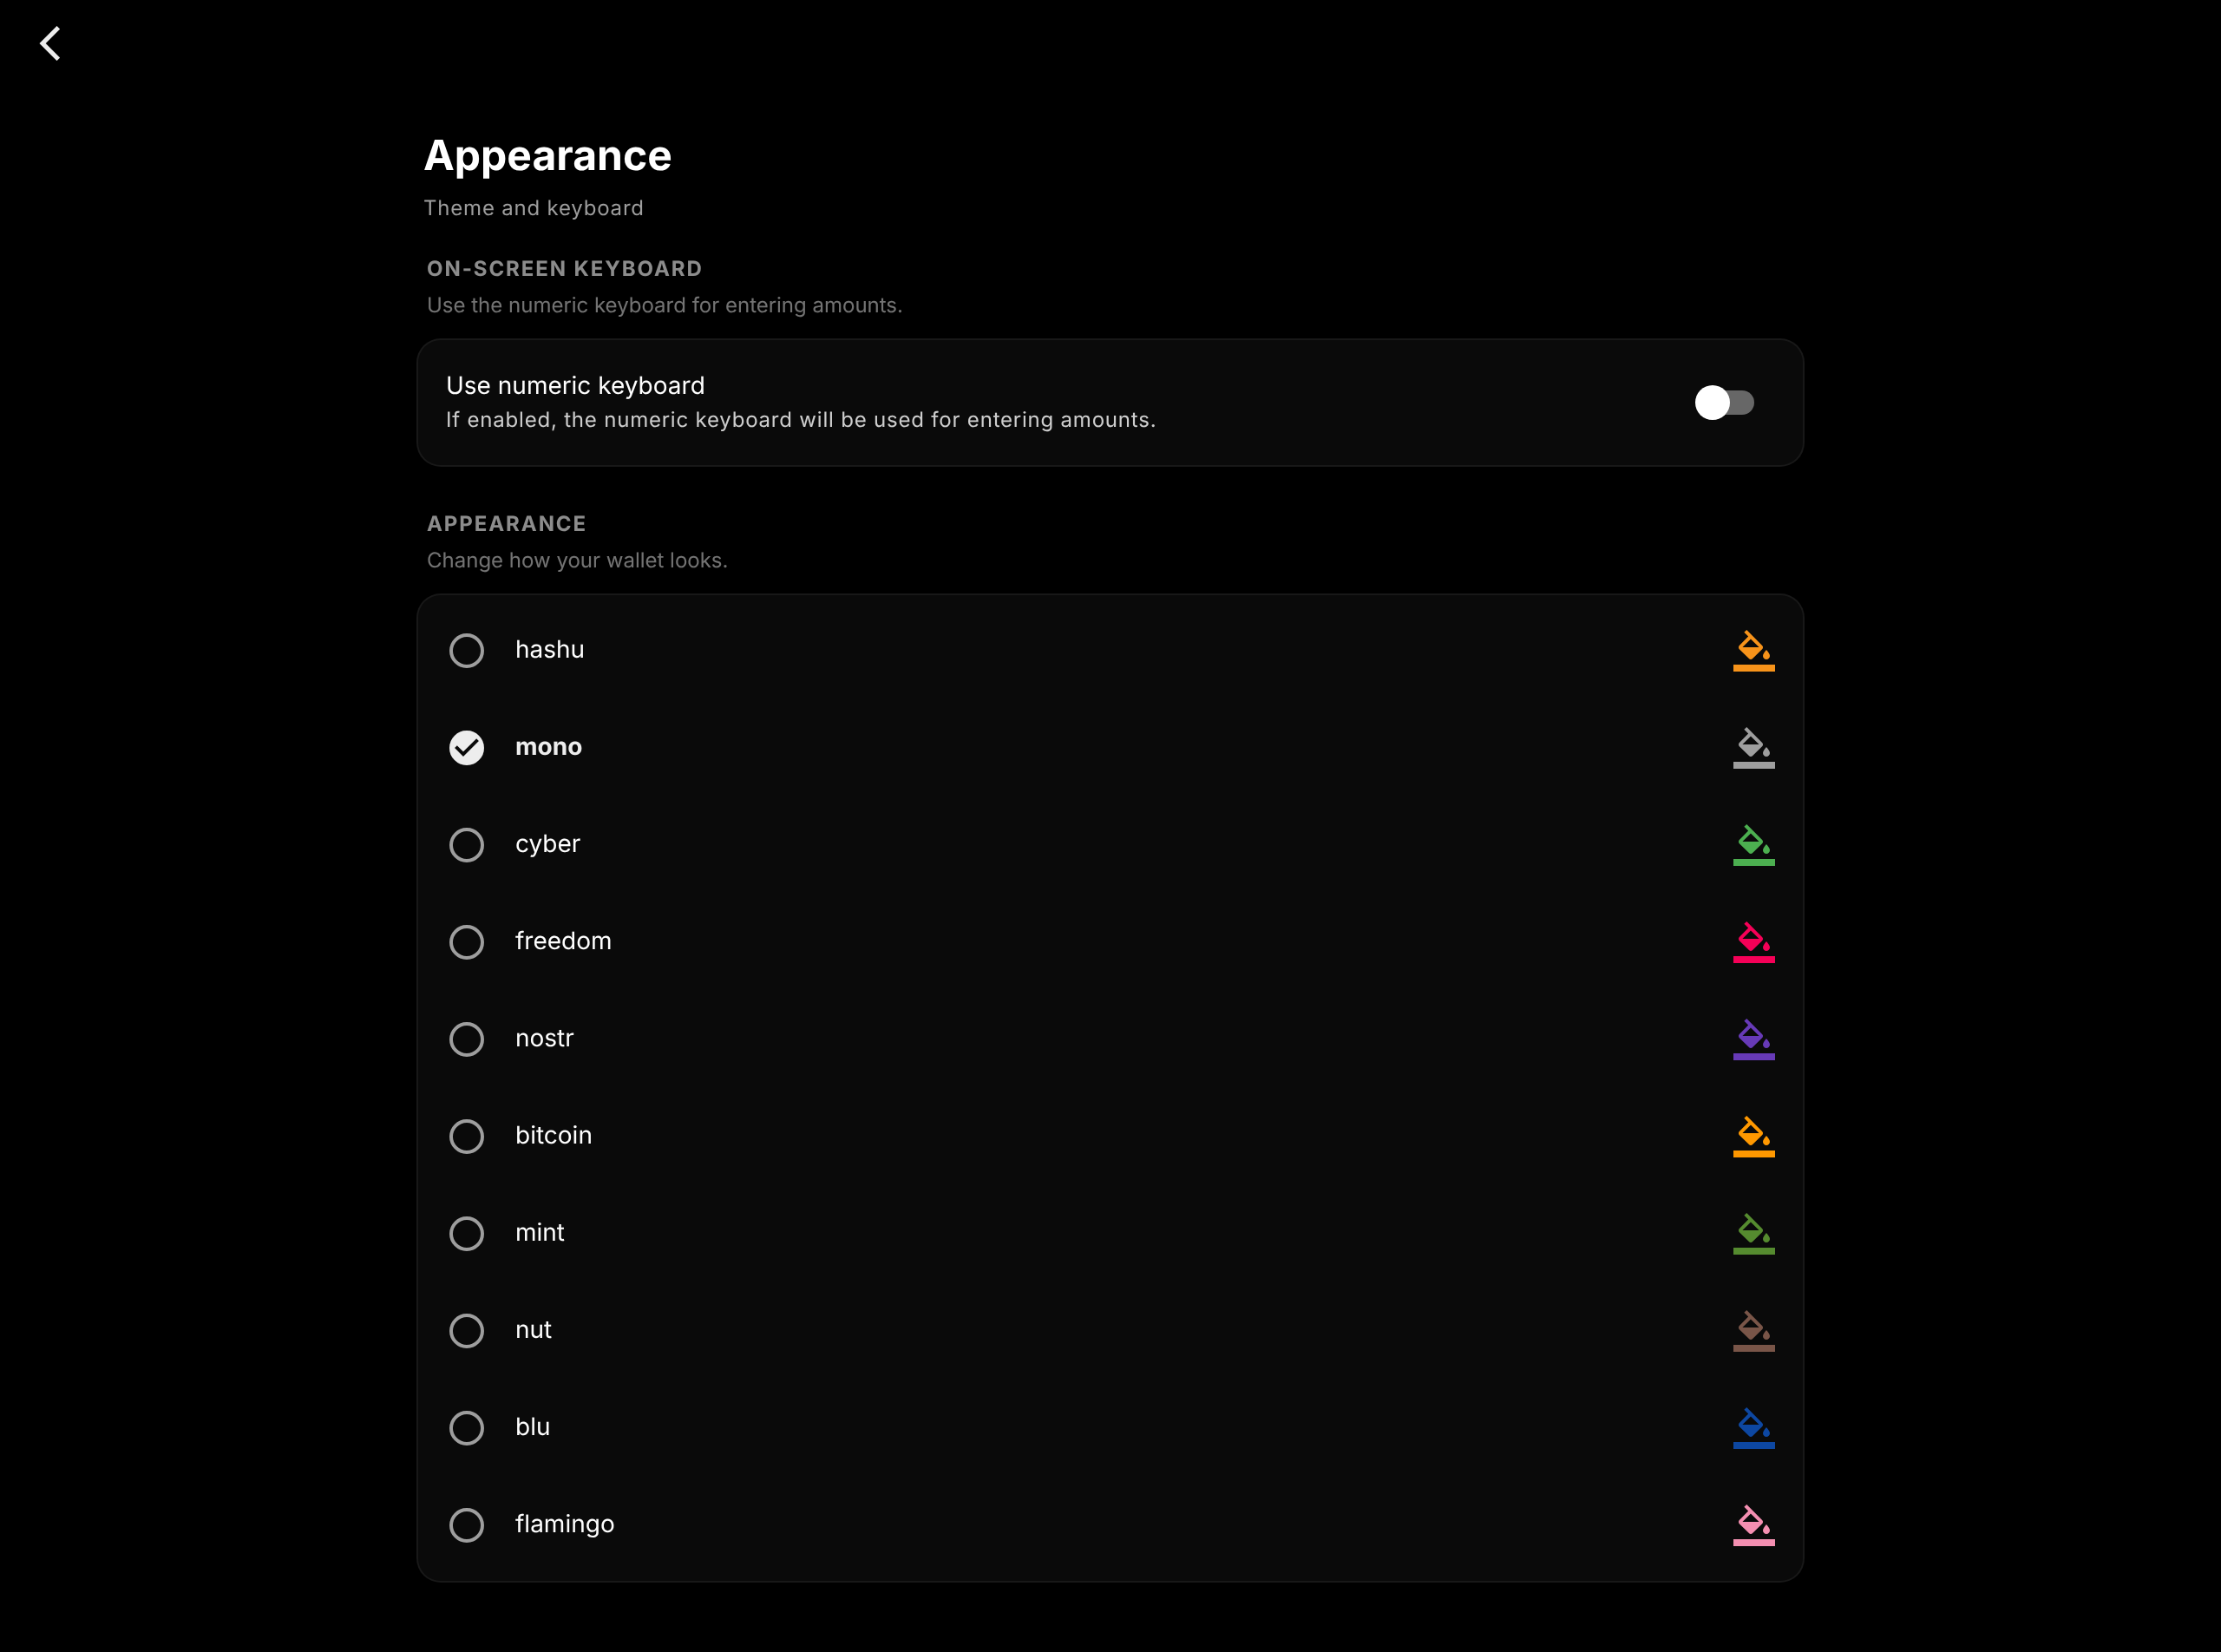 Appearance
Theme and keyboard
ON-SCREEN KEYBOARD
Use the numeric keyboard for entering amounts.
Use numeric keyboard
If enabled, the numeric keyboard will be used for entering amounts.
APPEARANCE
Change how your wallet looks.
hashu
mono
cyber
freedom
nostr
bitcoin
mint
nut
blu
flamingo